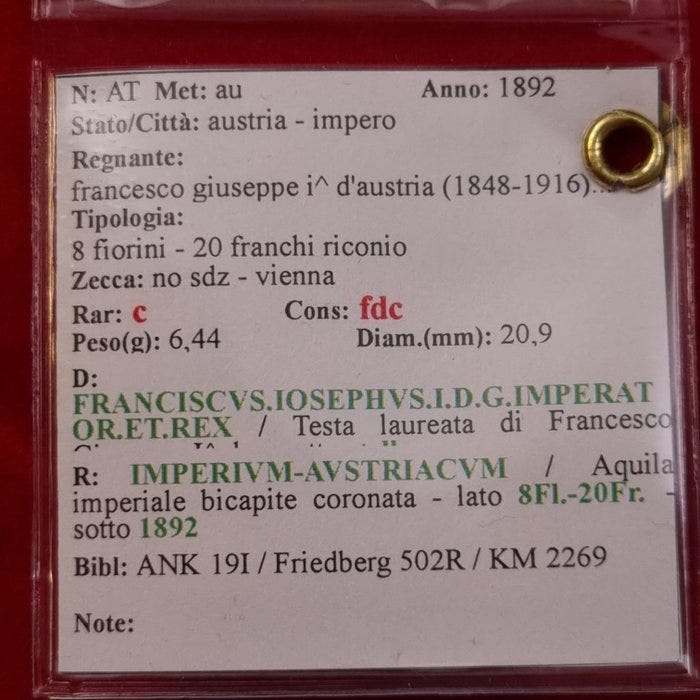 N: AT Met: au Anno: 1892
Stato/Città: austria - impero
Regnante:
francesco giuseppe i^ d'austria (1848-1916)...
Tipologia:
8 fiorini - 20 franchi riconio
Zecca: no sdz - vienna
Rar: c Cons: fdc
Peso(g): 6,44 Diam.(mm): 20,9
D:
FRANCISCVS.IOSEPHVS.I.D.G.IMPERAT
OR.ET.REX / Testa laureata di Francesco
R: IMPERIVM-AVSTRIACVM / Aquila
imperiale bicapite coronata - lato 8Fl.-20Fr. -
sotto 1892
Bibl: ANK 19I / Friedberg 502R / KM 2269
Note: